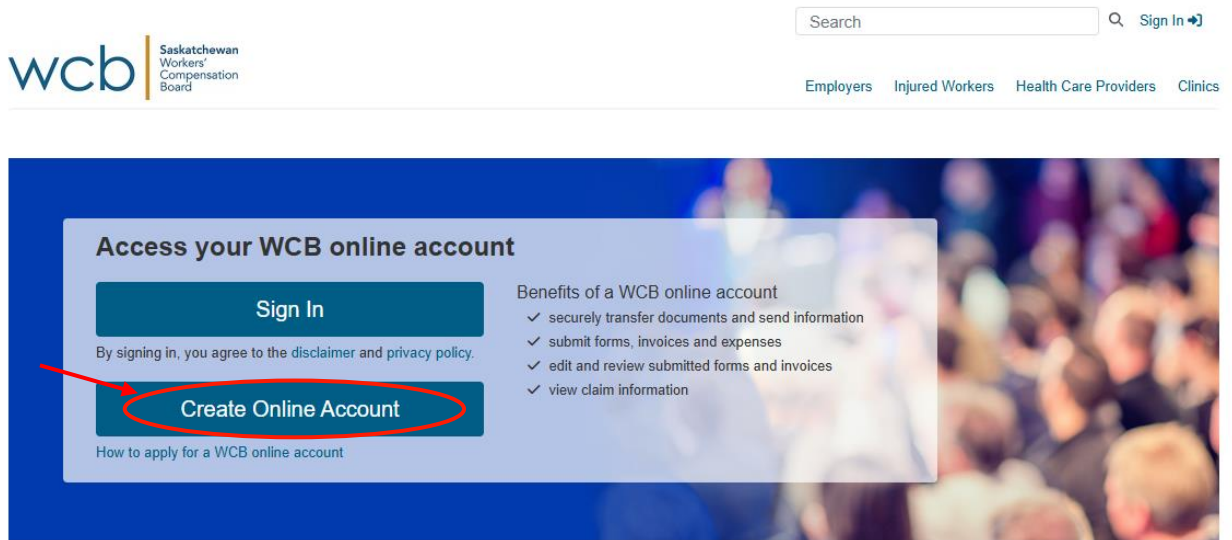 Search
Sign In
wcb
Saskatchewan
Workers'
Compensation
Board
Employers Injured Workers Health Care Providers Clinics
Access your WCB online account
Sign In
By signing in, you agree to the disclaimer and privacy policy.
Create Online Account
How to apply for a WCB online account
Benefits of a WCB online account
✓ securely transfer documents and send information
✓ submit forms, invoices and expenses
✓ edit and review submitted forms and invoices
✓ view claim information